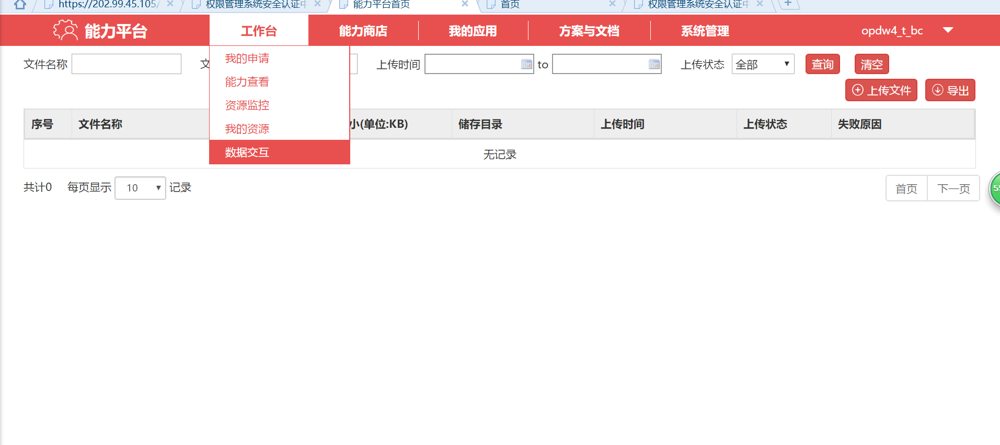 https://202.99.45.105/ 权限管理系统安全认证中 能力平台首页 首页 权限管理系统安全认证中
能力平台 工作台 能力商店 我的应用 方案与文档 系统管理 opdw4_t_bc
我的申请
能力查看
资源监控
我的资源
数据交互
文件名称 文 上传时间 to 上传状态 全部 查询 清空
上传文件 导出
序号 文件名称 小(单位:KB) 储存目录 上传时间 上传状态 失败原因
无记录
共计0 每页显示 10 记录 首页 下一页